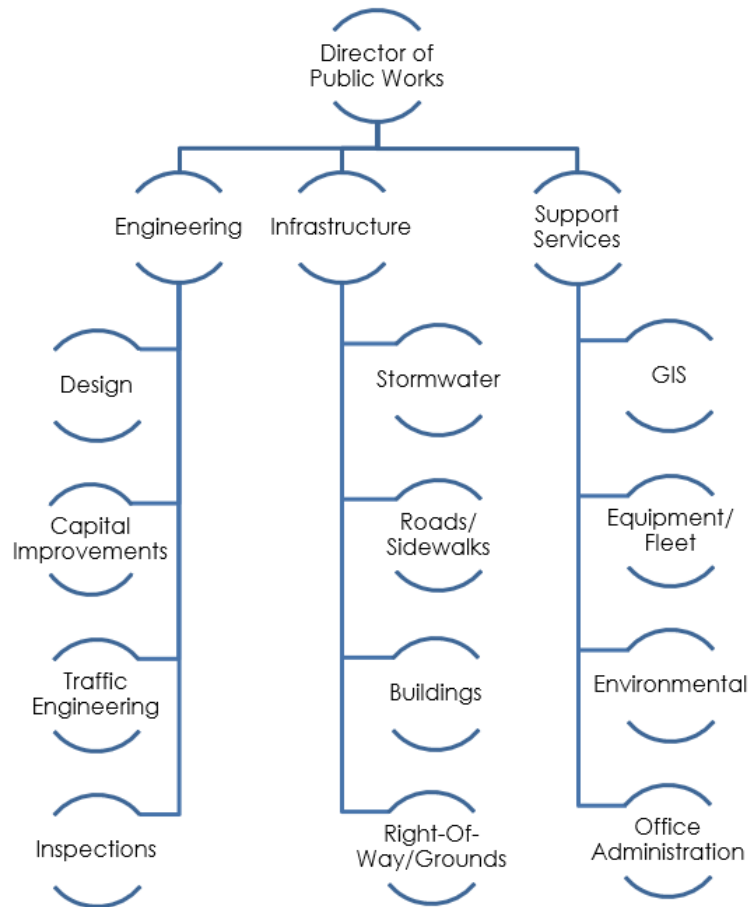 Director of
Public Works
Engineering
Infrastructure
Support
Services
Design
Stormwater
GIS
Capital
Improvements
Roads/
Sidewalks
Equipment/
Fleet
Traffic
Engineering
Buildings
Environmental
Inspections
Right-Of-
Way/Grounds
Office
Administration